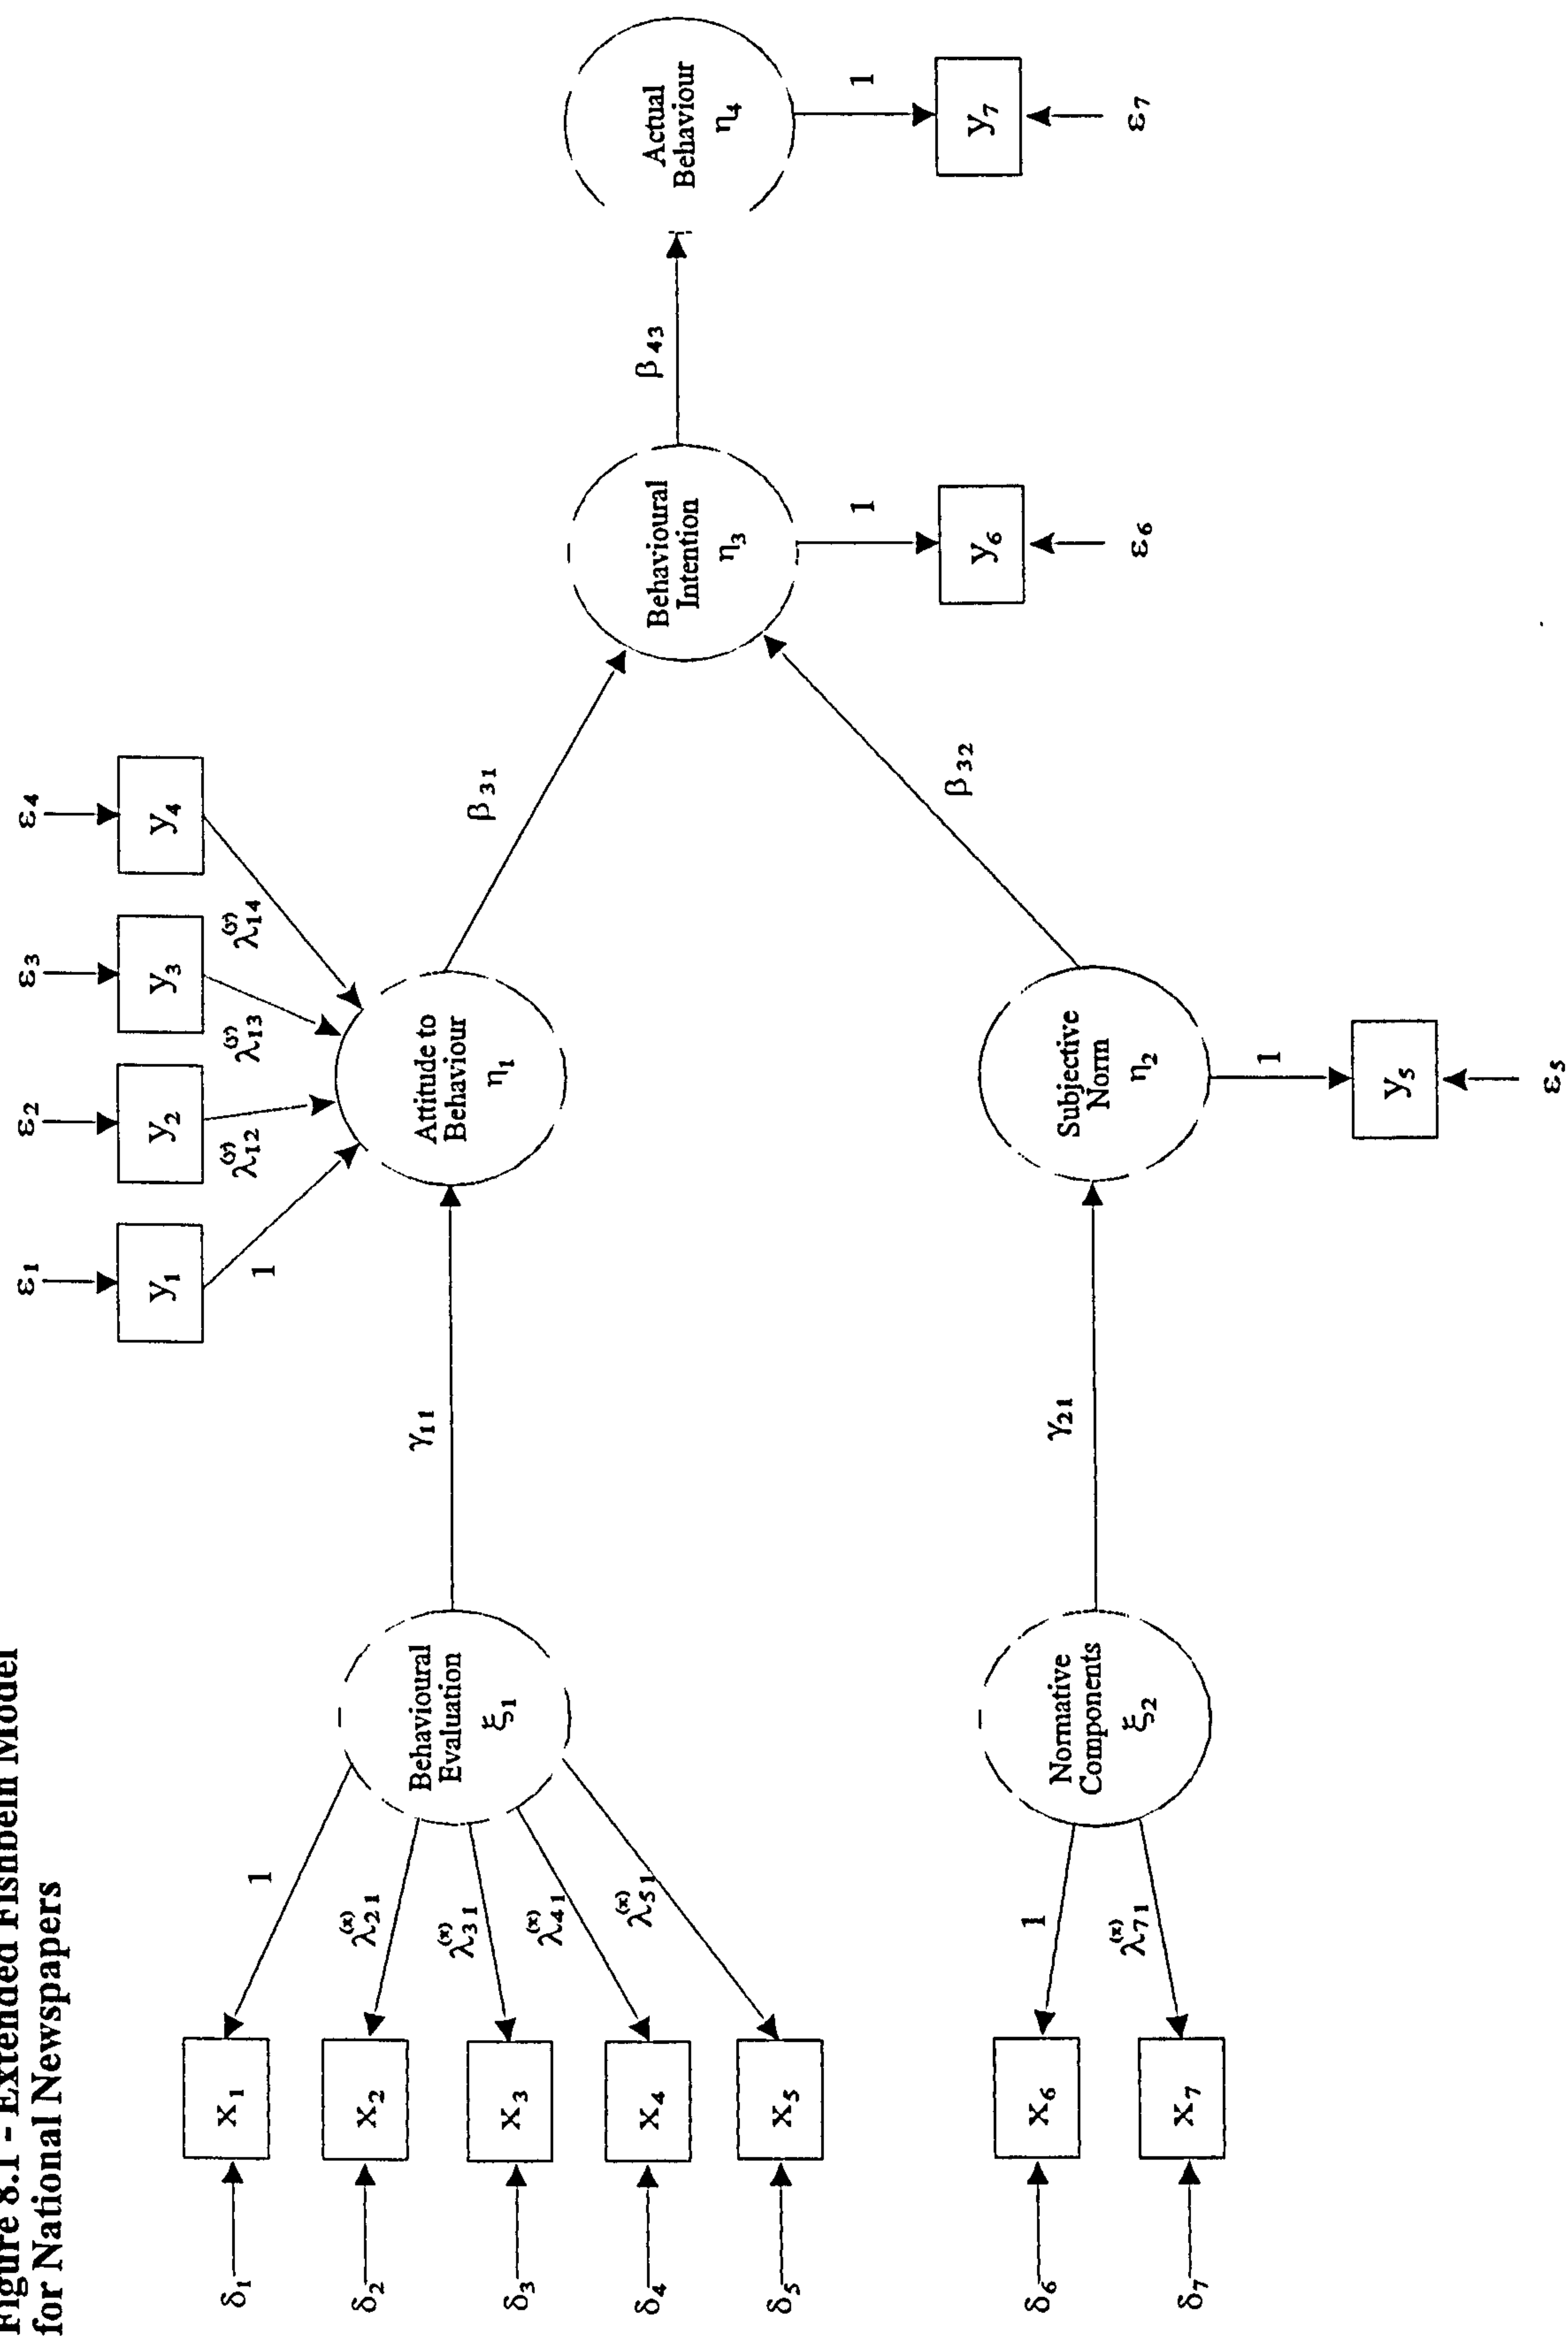 Figure 8.1 - Extended Fishbein Model
for National Newspapers
ε₁
ε₂
ε₃
ε₄
y₁
y₂
y₃
y₄
1
λ₁₂⁽ʸ⁾
λ₁₃⁽ʸ⁾
λ₁₄⁽ʸ⁾
δ₁
x₁
δ₂
x₂
δ₃
x₃
δ₄
x₄
δ₅
x₅
1
λ₂₁⁽ˣ⁾
λ₃₁⁽ˣ⁾
λ₄₁⁽ˣ⁾
λ₅₁⁽ˣ⁾
Behavioural
Evaluation
ξ₁
γ₁₁
Attitude to
Behaviour
η₁
β₃₁
Behavioural
Intention
η₃
β₄₃
Actual
Behaviour
η₄
1
y₆
ε₆
1
y₇
ε₇
δ₆
x₆
δ₇
x₇
1
λ₇₁⁽ˣ⁾
Normative
Components
ξ₂
γ₂₁
Subjective
Norm
η₂
β₃₂
1
y₅
ε₅